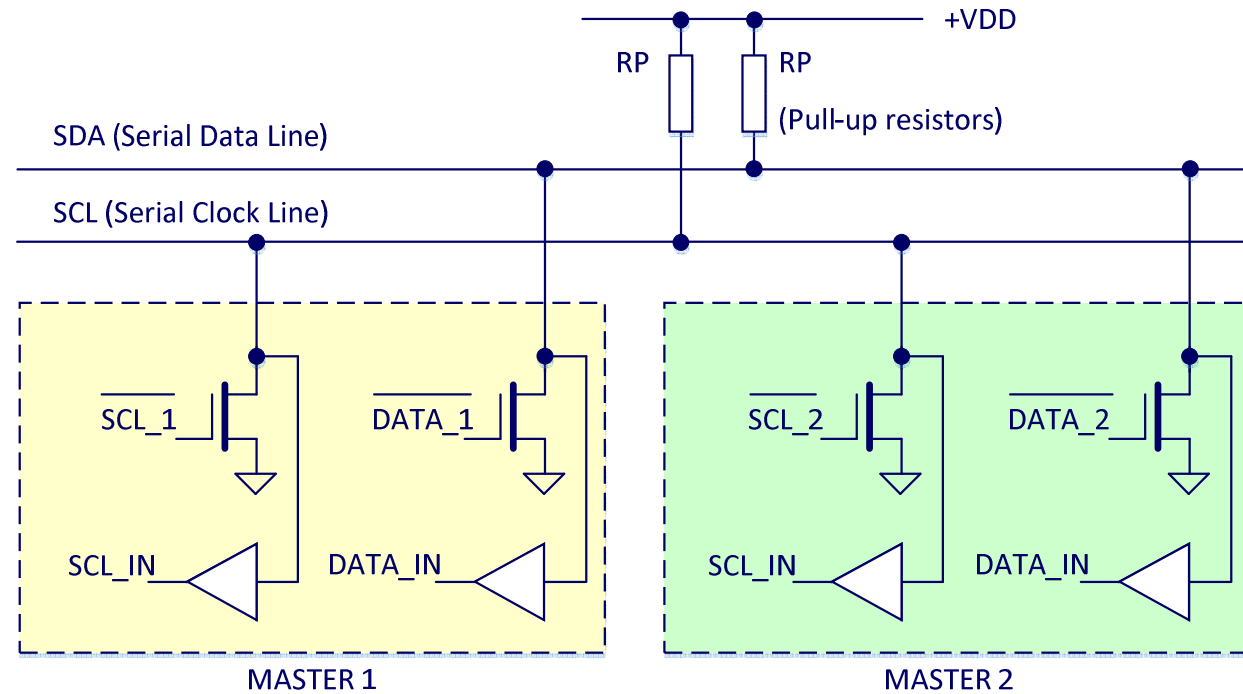 +VDD
RP
RP
(Pull-up resistors)
SDA (Serial Data Line)
SCL (Serial Clock Line)
SCL_1
DATA_1
SCL_2
DATA_2
SCL_IN
DATA_IN
SCL_IN
DATA_IN
MASTER 1
MASTER 2